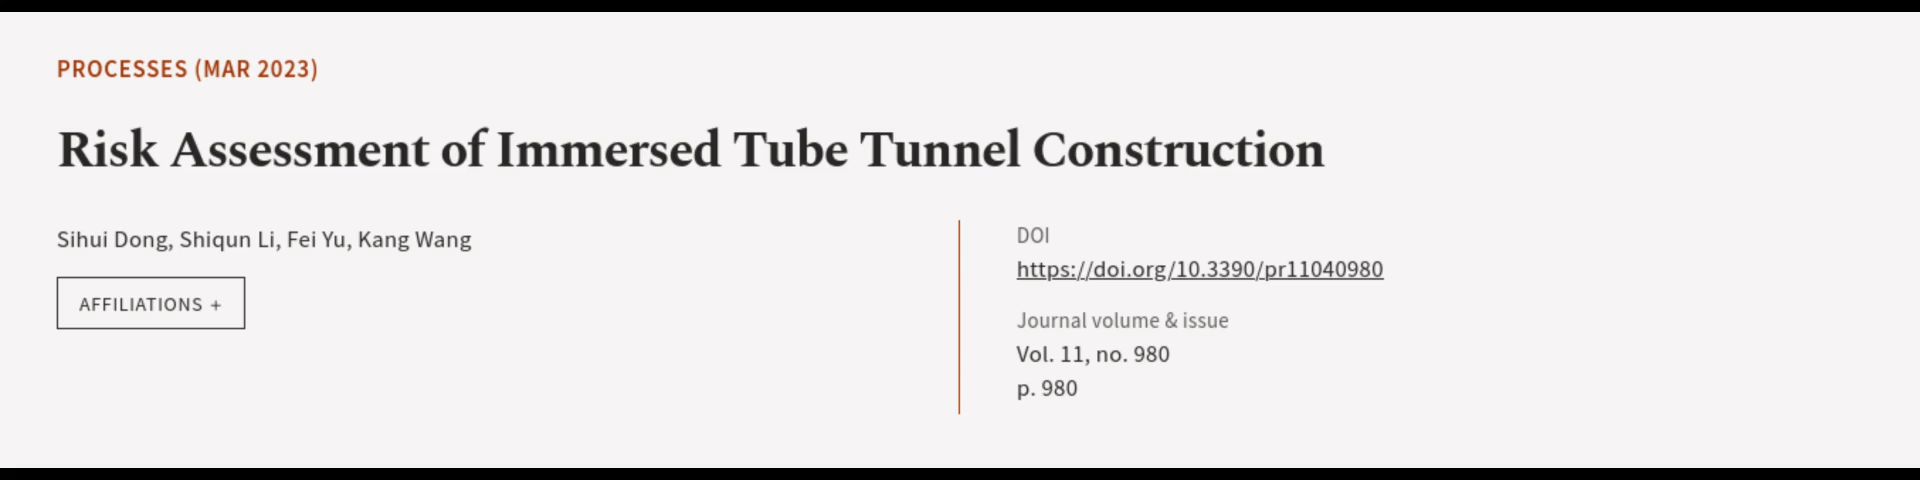 PROCESSES (MAR 2023)
Risk Assessment of Immersed Tube Tunnel Construction
Sihui Dong, Shiqun Li, Fei Yu, Kang Wang
AFFILIATIONS +
DOI
https://doi.org/10.3390/pr11040980
Journal volume & issue
Vol. 11, no. 980
p. 980